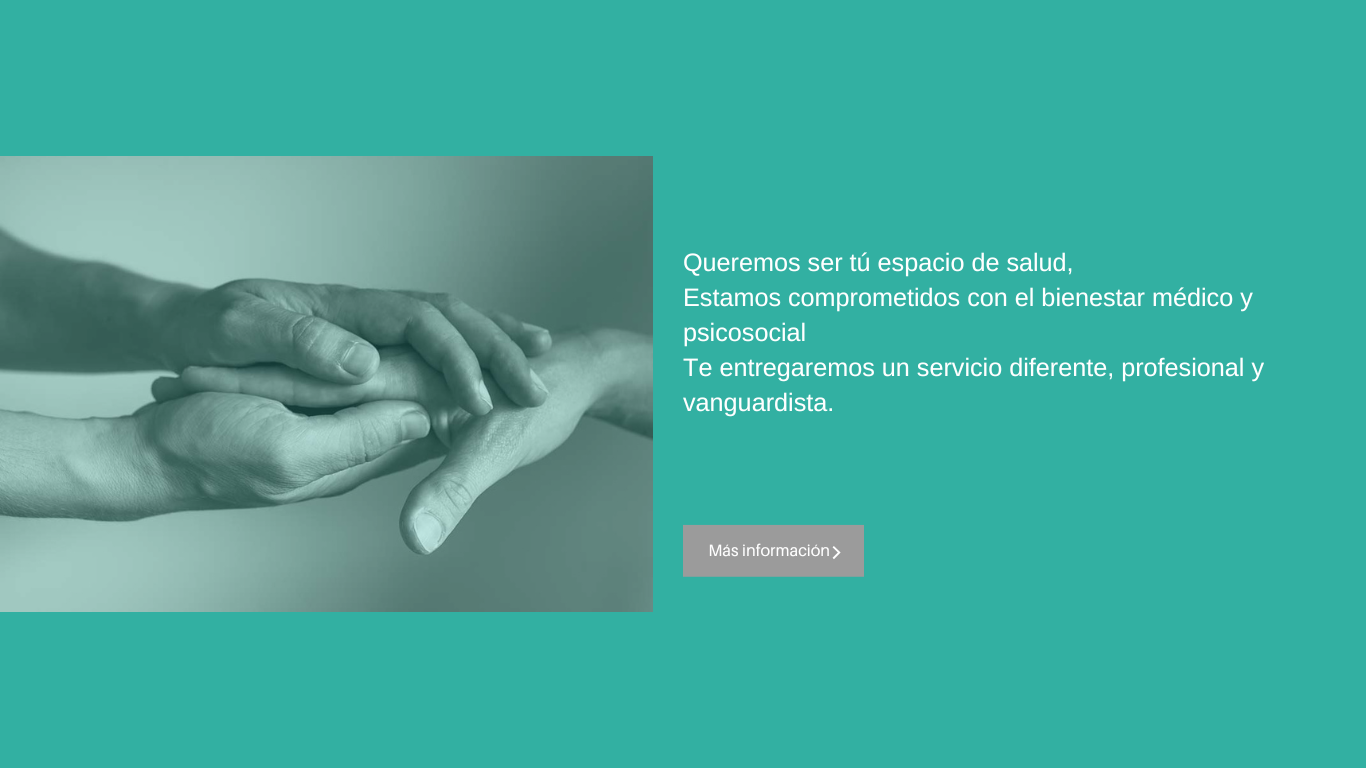 Queremos ser tú espacio de salud,
Estamos comprometidos con el bienestar médico y
psicosocial
Te entregaremos un servicio diferente, profesional y
vanguardista.
Más información